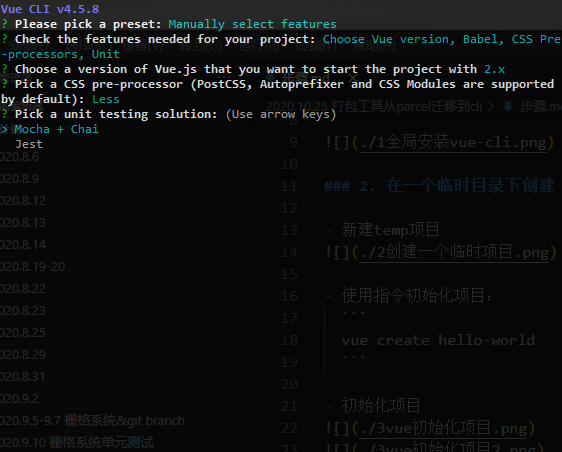 Vue CLI v4.5.8
? Please pick a preset: Manually select features
? Check the features needed for your project: Choose Vue version, Babel, CSS Pre
-processors, Unit
? Choose a version of Vue.js that you want to start the project with 2.x
? Pick a CSS pre-processor (PostCSS, Autoprefixer and CSS Modules are supported
by default): Less
? Pick a unit testing solution: (Use arrow keys)
> Mocha + Chai
Jest
2020.10.25 打包工具从parcel迁移到cli > 步骤.md
020.8.6
020.8.9
020.8.12
020.8.13
020.8.14
020.8.19-20
020.8.22
020.8.23
020.8.25
020.8.29
020.8.31
020.9.2
020.9.5-9.7 栅格系统&git branch
020.9.10 栅格系统单元测试
8
9 ![](./1全局安装vue-cli.png)
10
11 ### 2. 在一个临时目录下创建
12
13 - 新建temp项目
14 ![](./2创建一个临时项目.png)
15
16 - 使用指令初始化项目:
17 ```
18 vue create hello-world
19 ```
20
21 - 初始化项目
22 ![](./3vue初始化项目.png)
23 ![](./3vue初始化项目2.png)